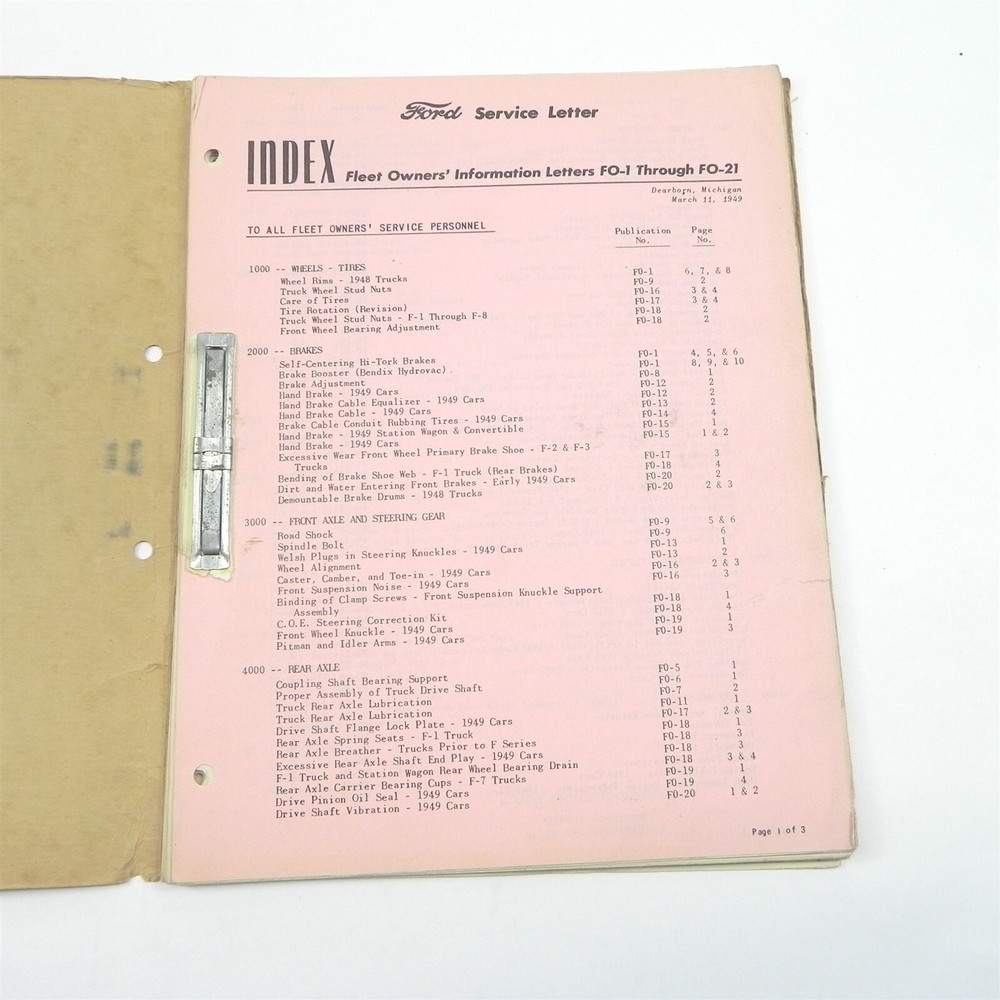 Ford Service Letter
INDEX Fleet Owners' Information Letters FO-1 Through FO-21
Dearborn, Michigan
March 11, 1949
TO ALL FLEET OWNERS' SERVICE PERSONNEL
Publication Page
No. No.
1000 -- WHEELS - TIRES
Wheel Rims - 1948 Trucks FO-1 6, 7, & 8
Truck Wheel Stud Nuts FO-9 2
Care of Tires FO-16 3 & 4
Tire Rotation (Revision) FO-17 3 & 4
Truck Wheel Stud Nuts - F-1 Through F-8 FO-18 2
Front Wheel Bearing Adjustment FO-18 2
2000 -- BRAKES
Self-Centering Hi-Tork Brakes FO-1 4, 5, & 6
Brake Booster (Bendix Hydrovac) FO-1 8, 9, & 10
Brake Adjustment FO-8 1
Hand Brake - 1949 Cars FO-12 2
Hand Brake Cable Equalizer - 1949 Cars FO-12 2
Hand Brake Cable - 1949 Cars FO-13 2
Brake Cable Conduit Rubbing Tires - 1949 Cars FO-14 4
Hand Brake - 1949 Station Wagon & Convertible FO-15 1
Hand Brake - 1949 Cars FO-15 1 & 2
Excessive Wear Front Wheel Primary Brake Shoe - F-2 & F-3
Trucks FO-17 3
Bending of Brake Shoe Web - F-1 Truck (Rear Brakes) FO-18 4
Dirt and Water Entering Front Brakes - Early 1949 Cars FO-20 2
Demountable Brake Drums - 1948 Trucks FO-20 2 & 3
3000 -- FRONT AXLE AND STEERING GEAR
Road Shock FO-9 5 & 6
Spindle Bolt FO-9 6
Welsh Plugs in Steering Knuckles - 1949 Cars FO-13 1
Wheel Alignment FO-13 2
Caster, Camber, and Toe-in - 1949 Cars FO-16 2 & 3
Front Suspension Noise - 1949 Cars FO-16 3
Binding of Clamp Screws - Front Suspension Knuckle Support
Assembly FO-18 1
C.O.E. Steering Correction Kit FO-18 4
Front Wheel Knuckle - 1949 Cars FO-19 1
Pitman and Idler Arms - 1949 Cars FO-19 3
4000 -- REAR AXLE
Coupling Shaft Bearing Support FO-5 1
Proper Assembly of Truck Drive Shaft FO-6 1
Truck Rear Axle Lubrication FO-7 2
Truck Rear Axle Lubrication FO-11 1
Drive Shaft Flange Lock Plate - 1949 Cars FO-17 2 & 3
Rear Axle Spring Seats - F-1 Truck FO-18 1
Rear Axle Breather - Trucks Prior to F Series FO-18 3
Excessive Rear Axle Shaft End Play - 1949 Cars FO-18 3
F-1 Truck and Station Wagon Rear Wheel Bearing Drain FO-18 3 & 4
Rear Axle Carrier Bearing Cups - F-7 Trucks FO-19 1
Drive Pinion Oil Seal - 1949 Cars FO-19 4
Drive Shaft Vibration - 1949 Cars FO-20 1 & 2
Page 1 of 3